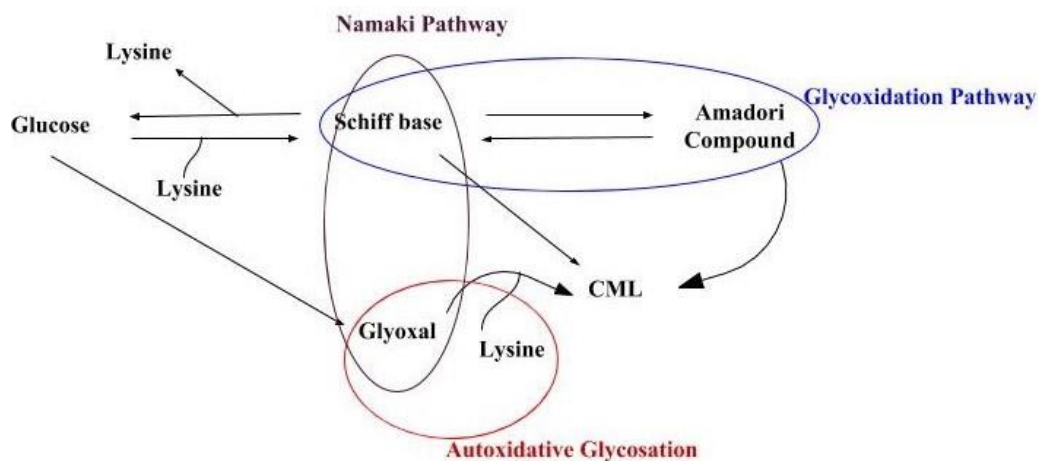 Namaki Pathway
Lysine
Glycoxidation Pathway
Glucose
Schiff base
Amadori
Compound
Lysine
CML
Glyoxal
Lysine
Autoxidative Glycosation